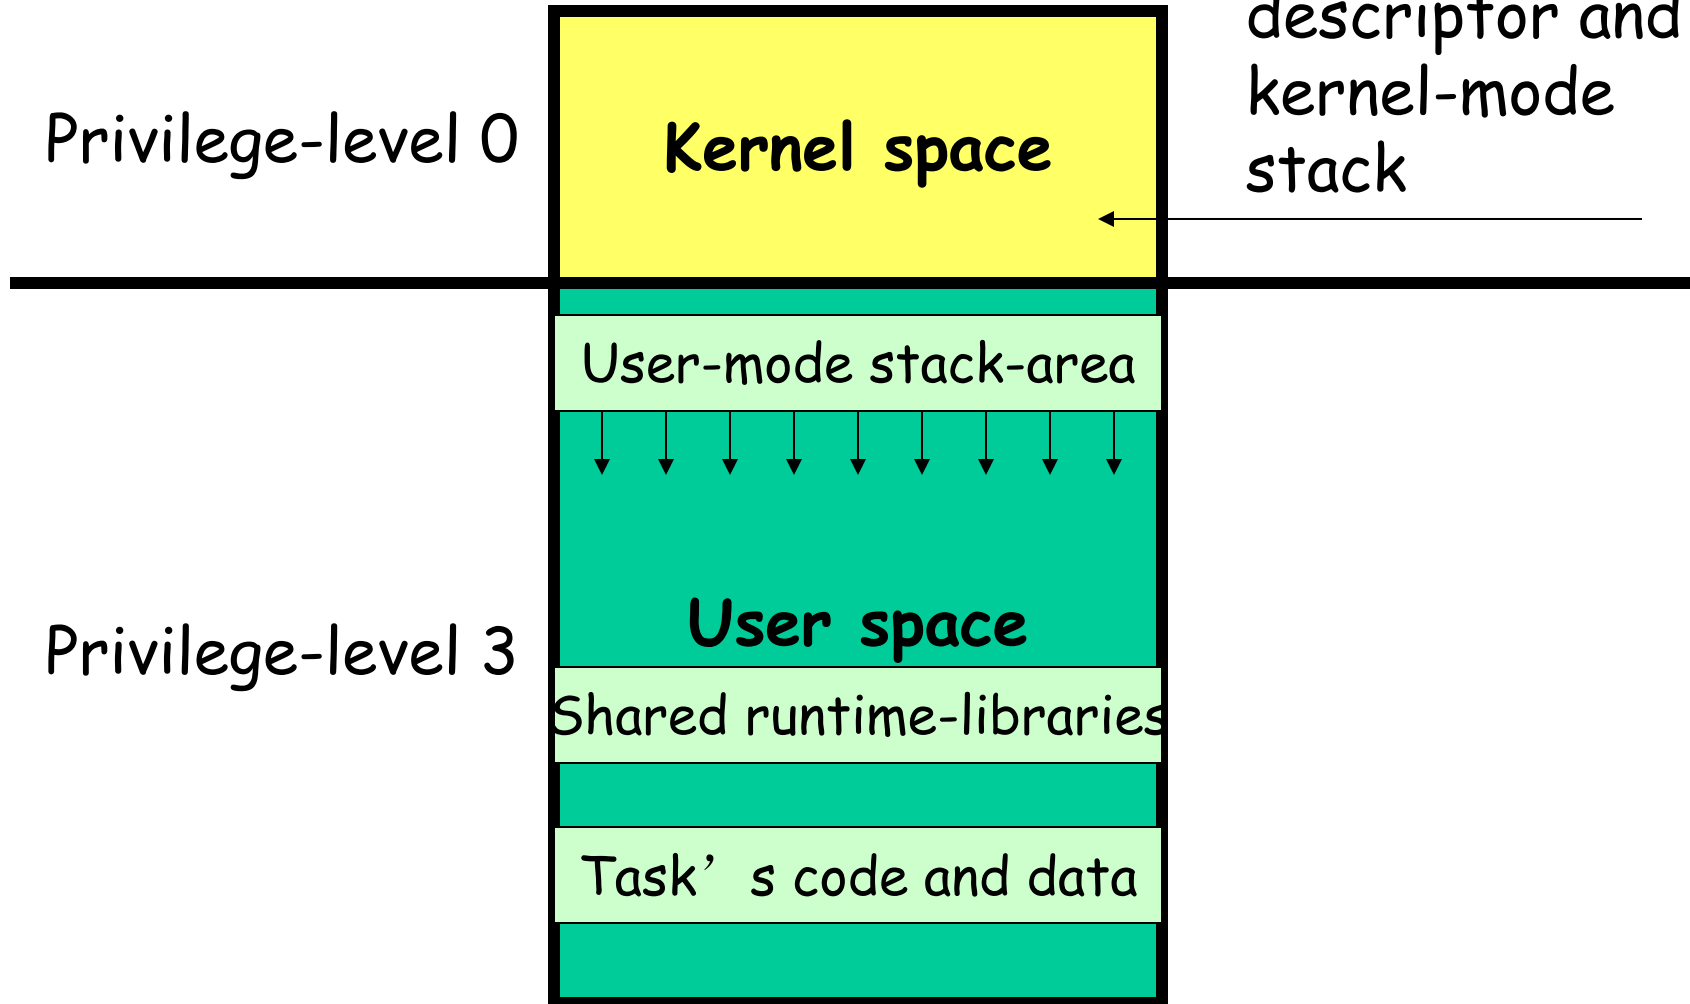 descriptor and
kernel-mode
stack
Privilege-level 0
Kernel space
User-mode stack-area
User space
Privilege-level 3
Shared runtime-libraries
Task’s code and data